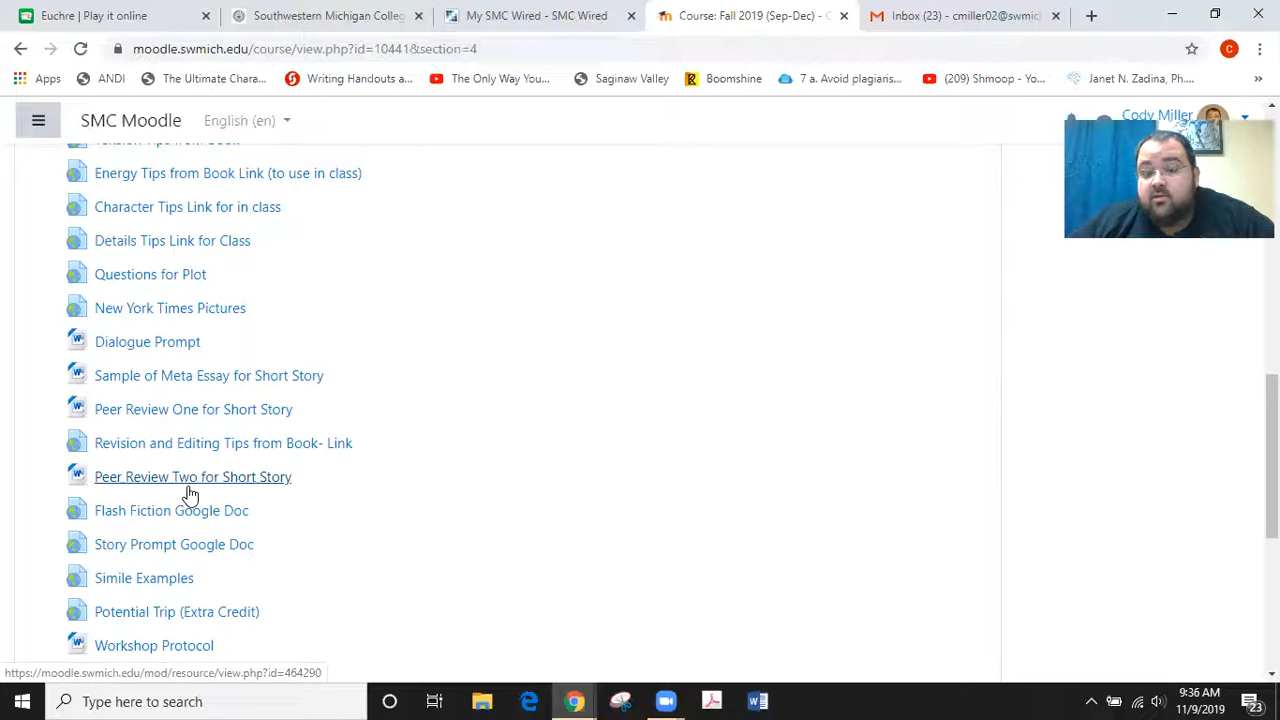 Euchre | Play it online
Southwestern Michigan Colleg
My SMC Wired - SMC Wired
Course: Fall 2019 (Sep-Dec) - C
Inbox (23) - cmiller02@swmic
moodle.swmich.edu/course/view.php?id=10441&section=4
C
Apps
ANDI
The Ultimate Chara...
Writing Handouts a...
The Only Way You...
Saginaw Valley
Boomshine
7 a. Avoid plagiaris...
(209) Shmoop - Yo...
Janet N. Zadina, Ph....
»
SMC Moodle
English (en)
Cody Miller
Energy Tips from Book Link (to use in class)
Character Tips Link for in class
Details Tips Link for Class
Questions for Plot
New York Times Pictures
Dialogue Prompt
Sample of Meta Essay for Short Story
Peer Review One for Short Story
Revision and Editing Tips from Book- Link
Peer Review Two for Short Story
Flash Fiction Google Doc
Story Prompt Google Doc
Simile Examples
Potential Trip (Extra Credit)
Workshop Protocol
https://moodle.swmich.edu/mod/resource/view.php?id=464290
Type here to search
9:36 AM
11/9/2019
23